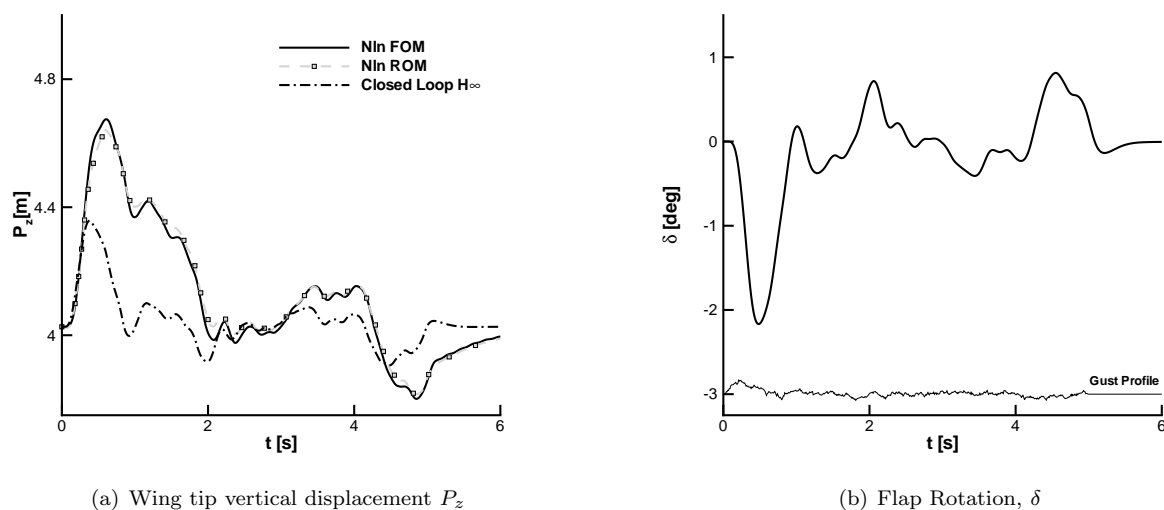 Nln FOM
Nln ROM
Closed Loop H∞
4.8
4.4
4
P_z[m]
0
2
4
6
t [s]
(a) Wing tip vertical displacement P_z
1
0
-1
-2
-3
δ [deg]
Gust Profile
0
2
4
6
t [s]
(b) Flap Rotation, δ